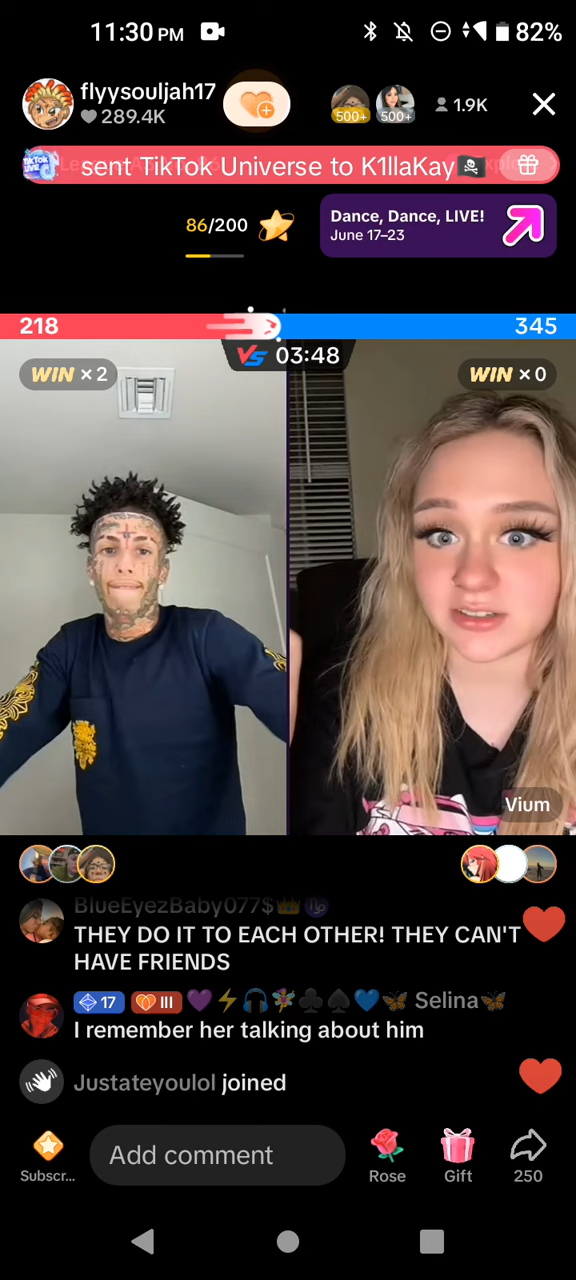 11:30 PM
82%
flyysouljah17
289.4K
500+
500+
1.9K
sent TikTok Universe to K1llaKay
86/200
Dance, Dance, LIVE!
June 17–23
218
345
VS 03:48
WIN × 2
WIN × 0
Vium
BlueEyezBaby077$👑♑
THEY DO IT TO EACH OTHER! THEY CAN'T
HAVE FRIENDS
17 III 💜⚡🎧🧚♣️♠️💙🦋 Selina🦋
I remember her talking about him
Justateyoulol joined
Subscr...
Add comment
Rose
Gift
250